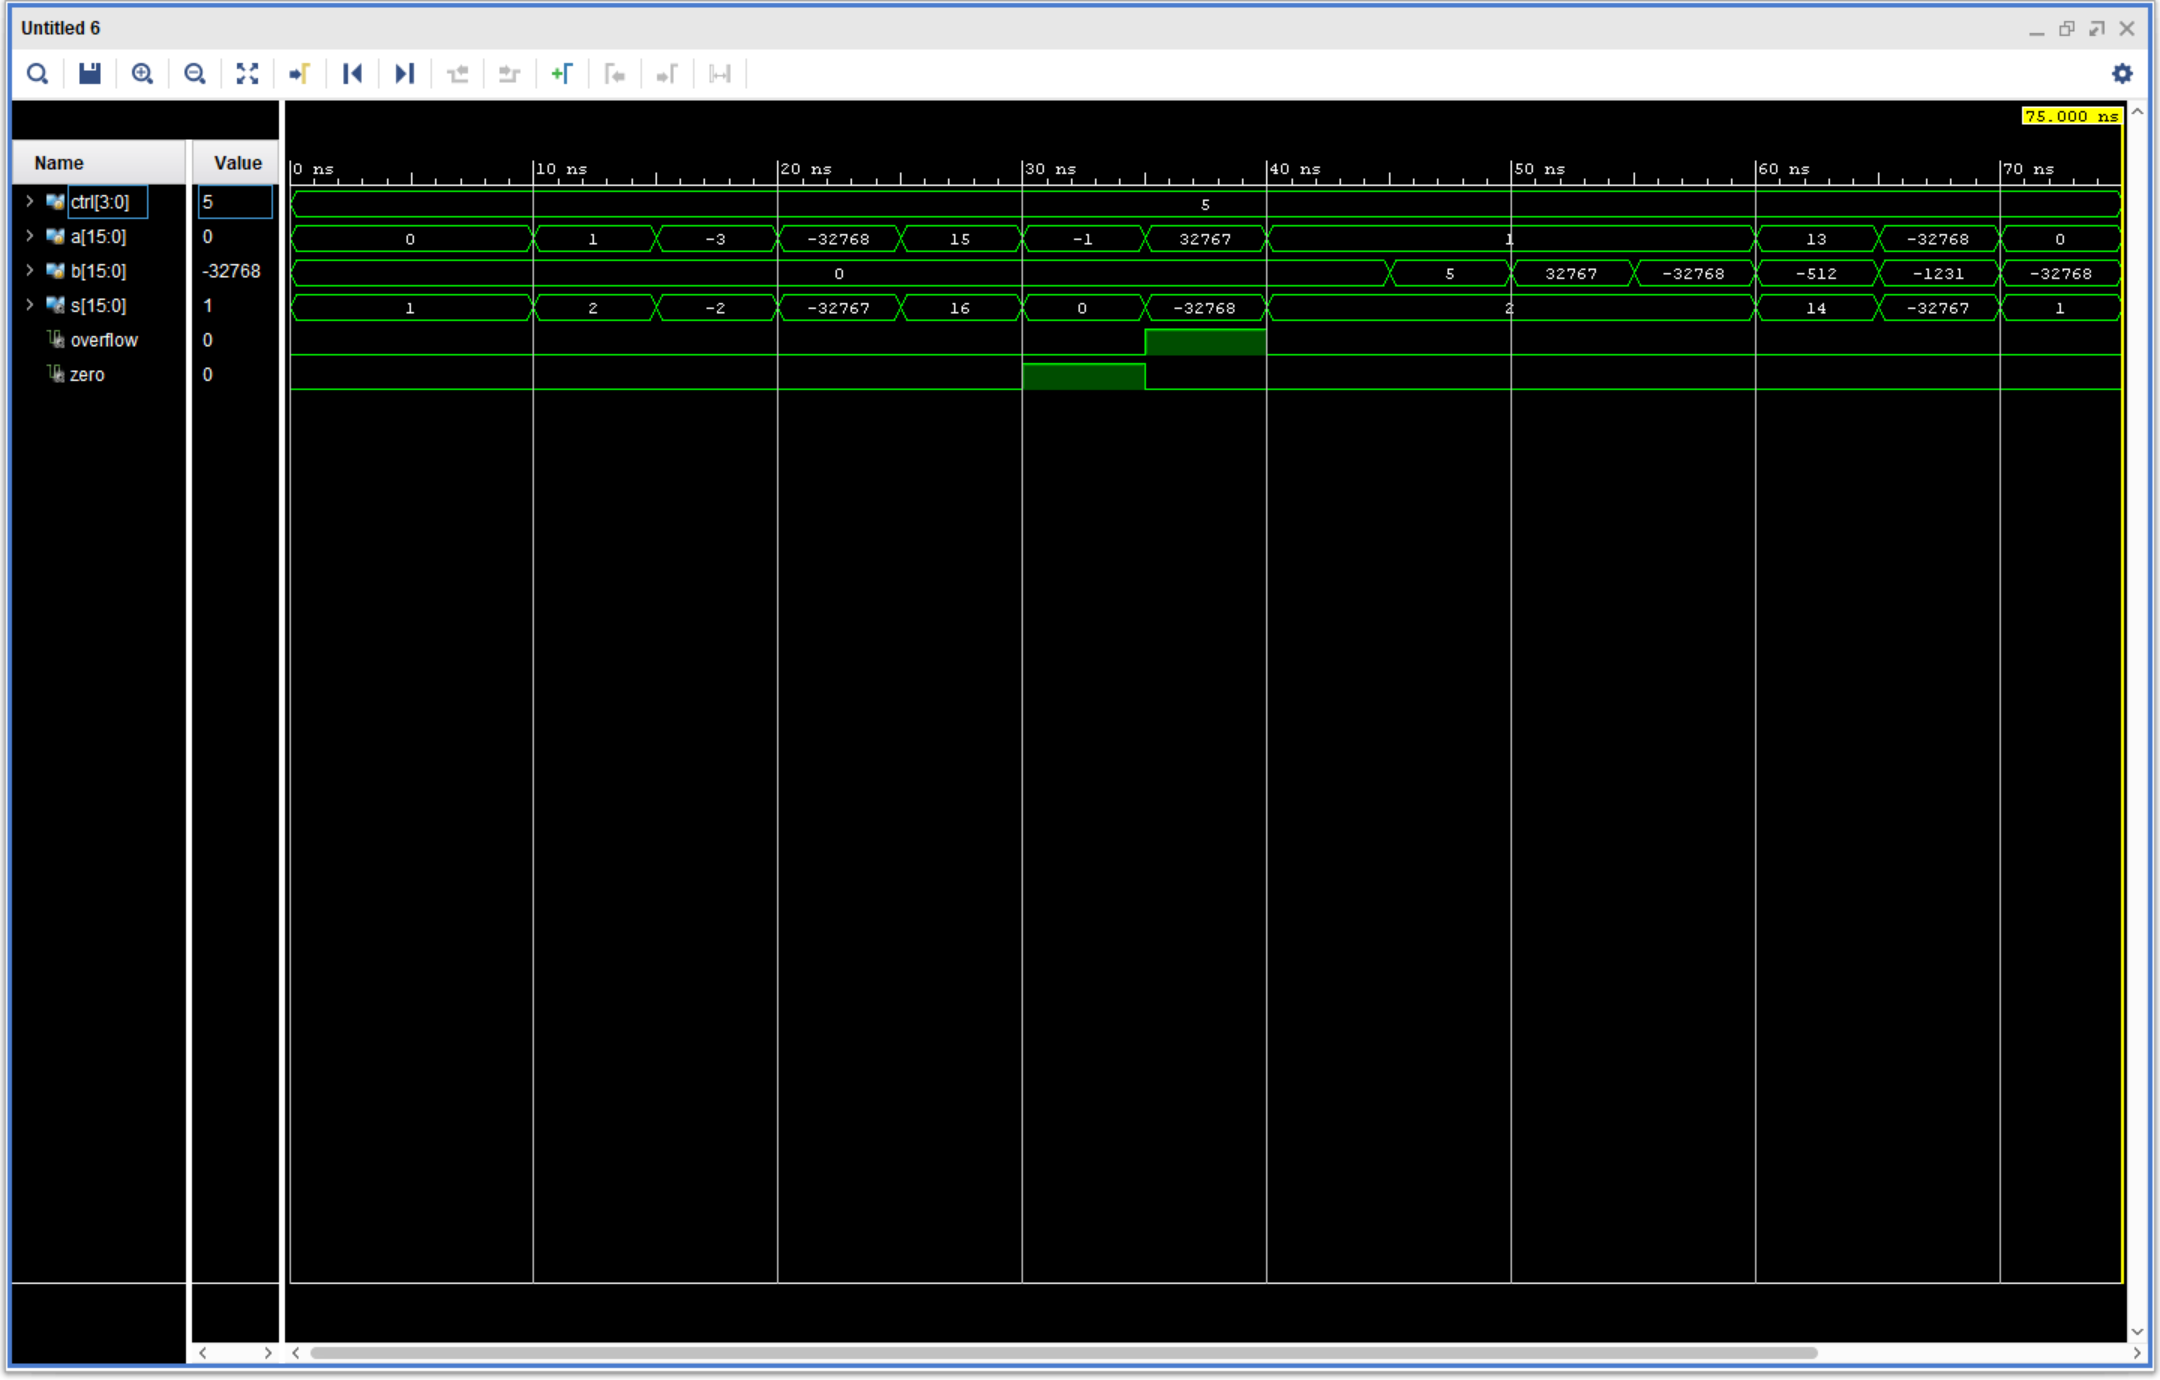 Untitled 6
75.000 ns
Name Value
0 ns 10 ns 20 ns 30 ns 40 ns 50 ns 60 ns 70 ns
ctrl[3:0] 5 5
a[15:0] 0 0 1 -3 -32768 15 -1 32767 1 13 -32768 0
b[15:0] -32768 0 5 32767 -32768 -512 -1231 -32768
s[15:0] 1 1 2 -2 -32767 16 0 -32768 2 14 -32767 1
overflow 0
zero 0